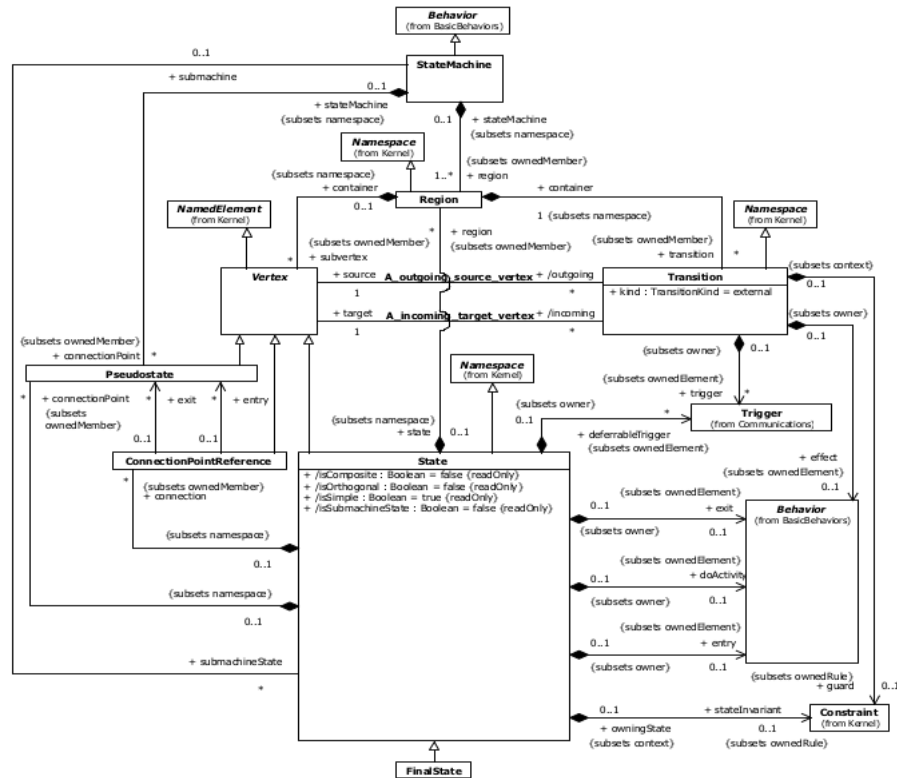 Behavior
(from BasicBehaviors)
0..1
StateMachine
+ submachine
0..1
+ stateMachine
{subsets namespace}
0..1
+ stateMachine
{subsets namespace}
Namespace
(from Kernel)
{subsets namespace}
{subsets ownedMember}
1..*
+ region
+ container
0..1
Region
+ container
NamedElement
(from Kernel)
1
{subsets namespace}
Namespace
(from Kernel)
*
+ region
{subsets ownedMember}
{subsets ownedMember}
+ subvertex
*
{subsets ownedMember}
+ transition
*
Vertex
+ source
1
A_outgoing_source_vertex
+ /outgoing
*
Transition
+ kind : TransitionKind = external
{subsets context}
0..1
+ target
1
A_incoming_target_vertex
+ /incoming
*
{subsets owner}
0..1
{subsets ownedMember}
+ connectionPoint
*
{subsets owner}
0..1
Pseudostate
Namespace
(from Kernel)
{subsets ownedElement}
+ trigger
*
*
+ connectionPoint
{subsets
ownedMember}
*
+ exit
*
+ entry
{subsets namespace}
+ state
0..1
{subsets owner}
0..1
*
Trigger
(from Communications)
+ deferrableTrigger
{subsets ownedElement}
0..1
0..1
ConnectionPointReference
State
+ effect
{subsets ownedElement}
0..1
*
{subsets ownedMember}
+ connection
+ /isComposite : Boolean = false {readOnly}
+ /isOrthogonal : Boolean = false {readOnly}
+ /isSimple : Boolean = true {readOnly}
+ /isSubmachineState : Boolean = false {readOnly}
{subsets ownedElement}
0..1
+ exit
{subsets owner}
0..1
Behavior
(from BasicBehaviors)
{subsets namespace}
0..1
{subsets ownedElement}
0..1
+ doActivity
{subsets owner}
0..1
{subsets namespace}
0..1
{subsets ownedElement}
0..1
+ entry
{subsets owner}
0..1
+ submachineState
*
{subsets ownedRule}
+ guard
0..1
0..1
+ stateInvariant
Constraint
(from Kernel)
+ owningState
{subsets context}
0..1
{subsets ownedRule}
FinalState